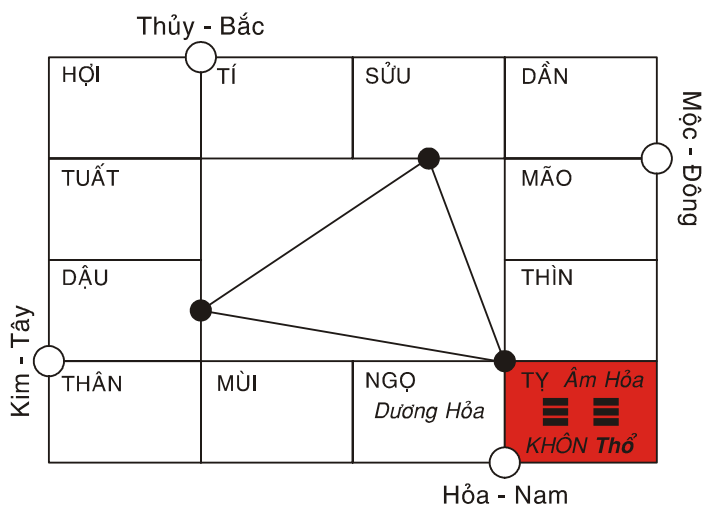 Thủy - Bắc
HỢI
TÍ
SỬU
DẦN
Mộc - Đông
TUẤT
MÃO
DẬU
THÌN
Kim - Tây
THÂN
MÙI
NGỌ
Dương Hỏa
TỴ Âm Hỏa
KHÔN Thổ
Hỏa - Nam